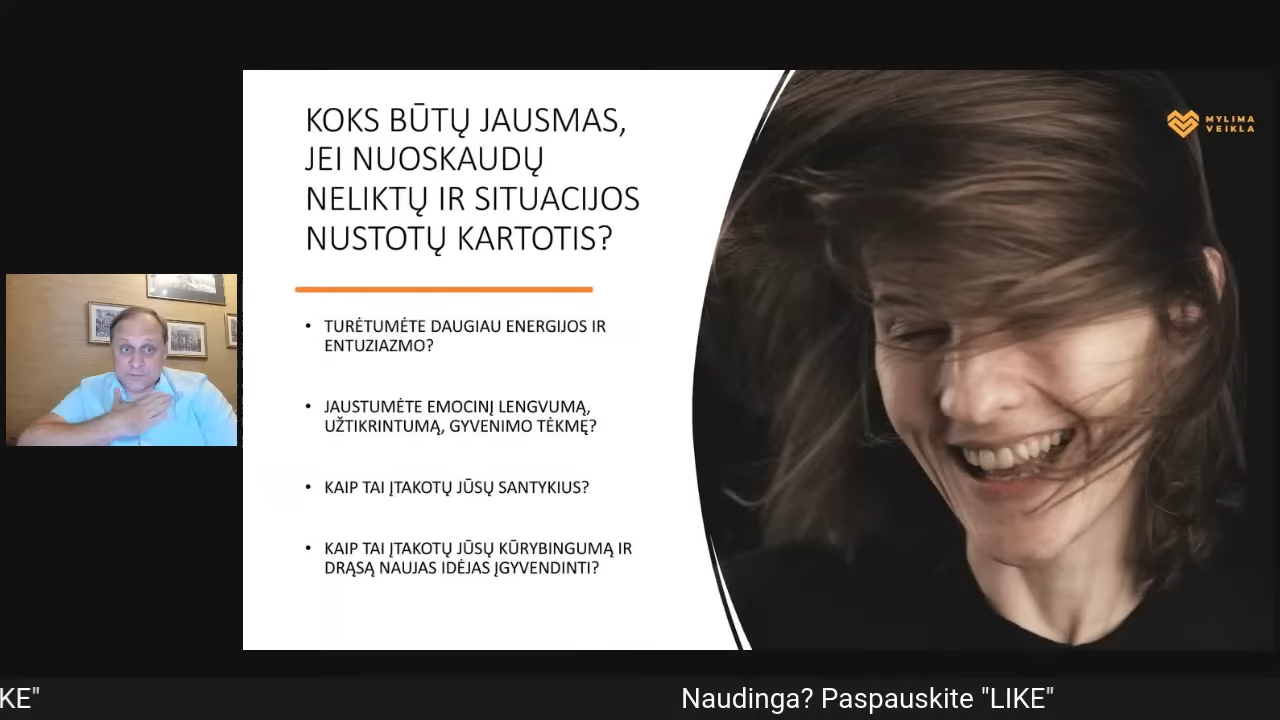 KOKS BŪTŲ JAUSMAS,
JEI NUOSKAUDŲ
NELIKTŲ IR SITUACIJOS
NUSTOTŲ KARTOTIS?
• TURĖTUMĖTE DAUGIAU ENERGIJOS IR
ENTUZIAZMO?
• JAUSTUMĖTE EMOCINĮ LENGVUMĄ,
UŽTIKRINTUMĄ, GYVENIMO TĖKMĘ?
• KAIP TAI ĮTAKOTŲ JŪSŲ SANTYKIUS?
• KAIP TAI ĮTAKOTŲ JŪSŲ KŪRYBINGUMĄ IR
DRĄSĄ NAUJAS IDĖJAS ĮGYVENDINTI?
MYLIMA
VEIKLA
KE" Naudinga? Paspauskite "LIKE"